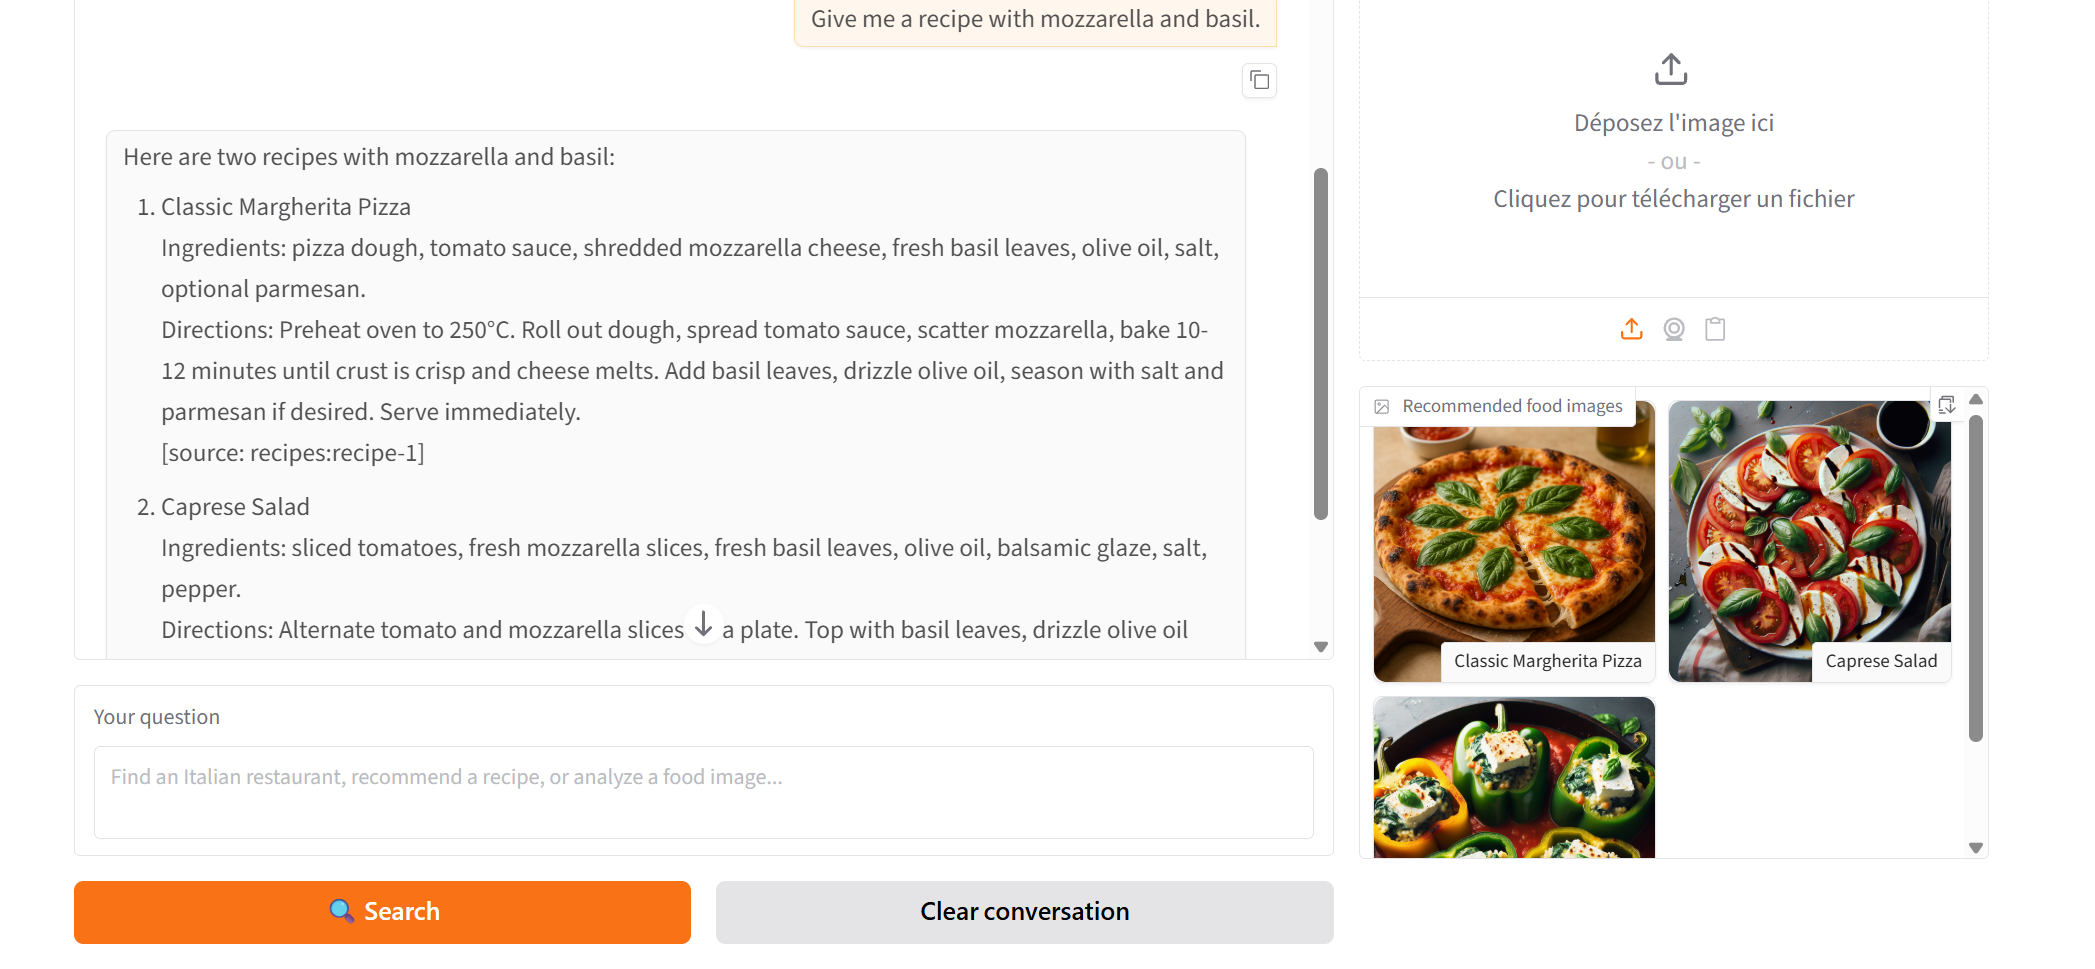 Give me a recipe with mozzarella and basil.
Here are two recipes with mozzarella and basil:
1. Classic Margherita Pizza
Ingredients: pizza dough, tomato sauce, shredded mozzarella cheese, fresh basil leaves, olive oil, salt,
optional parmesan.
Directions: Preheat oven to 250°C. Roll out dough, spread tomato sauce, scatter mozzarella, bake 10-
12 minutes until crust is crisp and cheese melts. Add basil leaves, drizzle olive oil, season with salt and
parmesan if desired. Serve immediately.
[source: recipes:recipe-1]
2. Caprese Salad
Ingredients: sliced tomatoes, fresh mozzarella slices, fresh basil leaves, olive oil, balsamic glaze, salt,
pepper.
Directions: Alternate tomato and mozzarella slices a plate. Top with basil leaves, drizzle olive oil
Your question
Find an Italian restaurant, recommend a recipe, or analyze a food image...
Search
Clear conversation
Déposez l'image ici
- ou -
Cliquez pour télécharger un fichier
Recommended food images
Classic Margherita Pizza
Caprese Salad